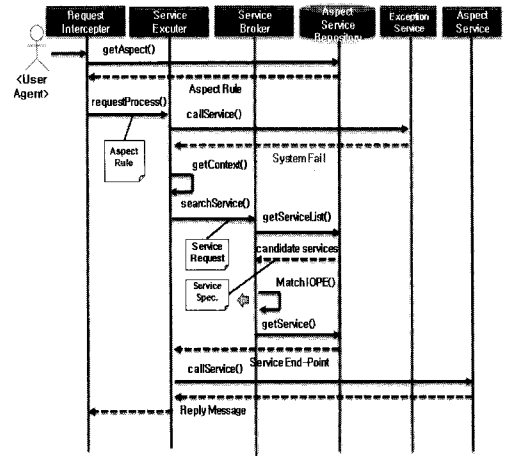 Request
Intercepter
Service
Excuter
Service
Broker
Aspect
Service
Repository
Exception
Service
Aspect
Service
<User
Agent>
getAspect()
Aspect Rule
requestProcess()
callService()
Aspect
Rule
System Fail
getContext()
searchService()
getServiceList()
Service
Request
candidate services
Service
Spec.
MatchIOPE()
getService()
Service End-Point
callService()
Reply Message